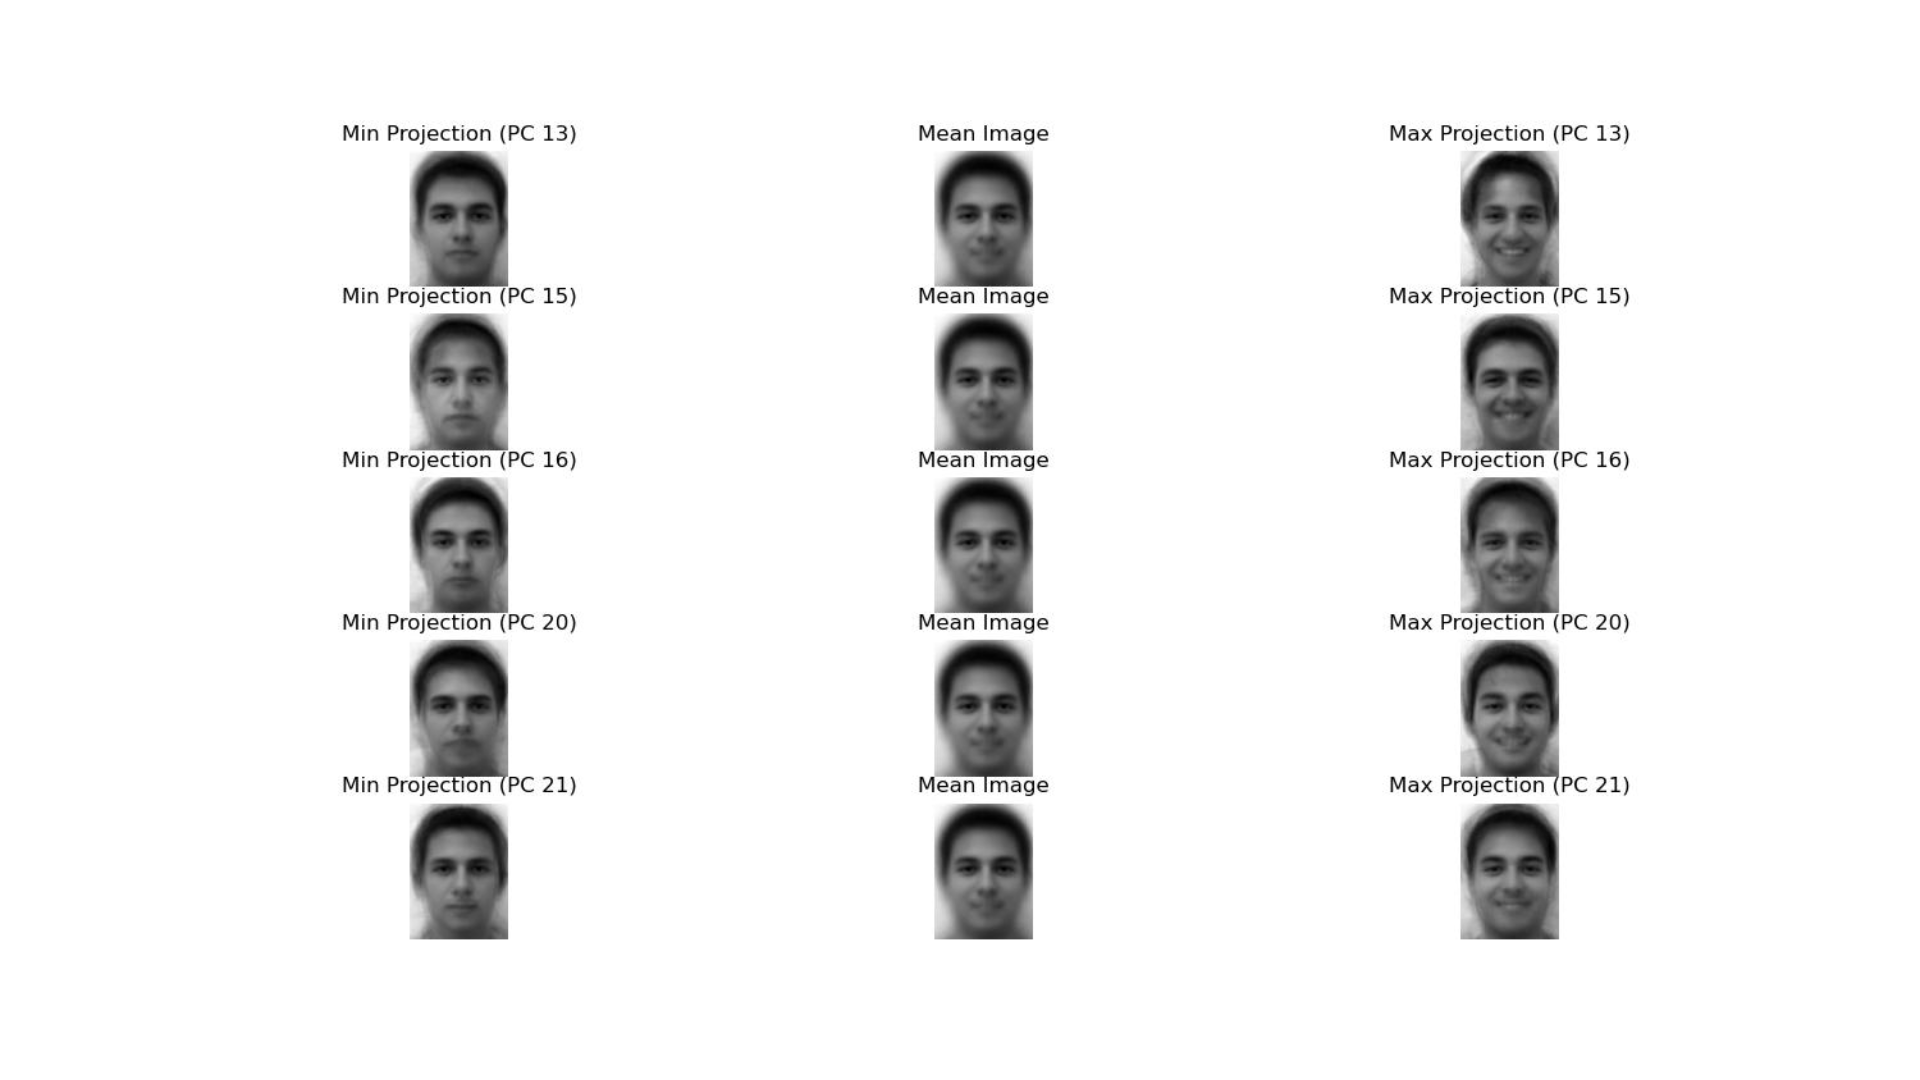 Min Projection (PC 13) Mean Image Max Projection (PC 13)
Min Projection (PC 15) Mean Image Max Projection (PC 15)
Min Projection (PC 16) Mean Image Max Projection (PC 16)
Min Projection (PC 20) Mean Image Max Projection (PC 20)
Min Projection (PC 21) Mean Image Max Projection (PC 21)